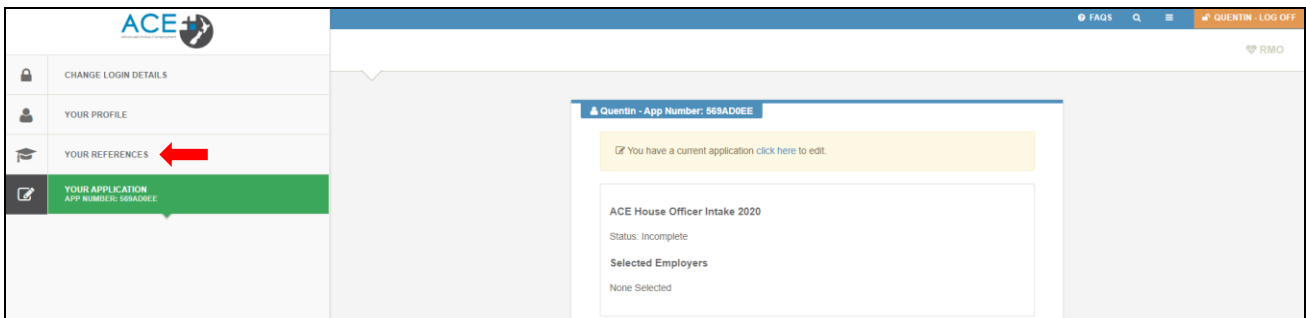 ACE
FAQS
QUENTIN - LOG OFF
RMO
CHANGE LOGIN DETAILS
YOUR PROFILE
YOUR REFERENCES
YOUR APPLICATION
APP NUMBER: 569AD0EE
Quentin - App Number: 569AD0EE
You have a current application click here to edit.
ACE House Officer Intake 2020
Status: Incomplete
Selected Employers
None Selected